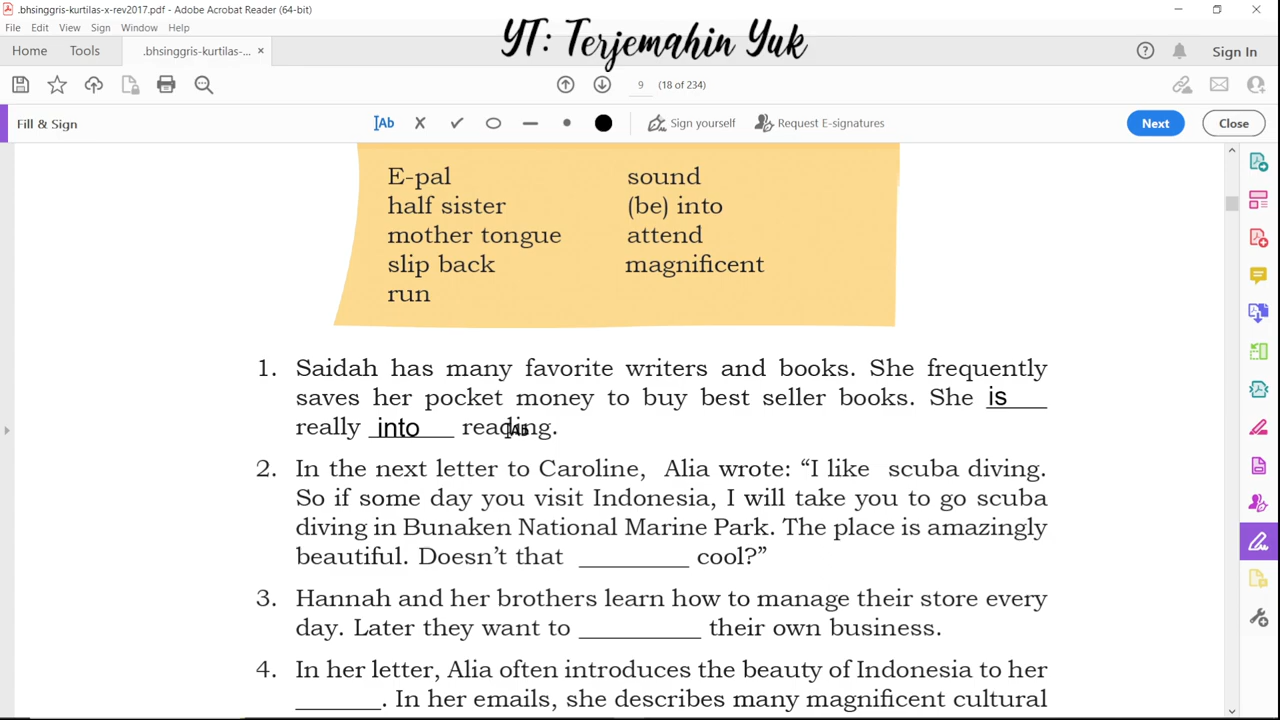 .bhsinggris-kurtilas-x-rev2017.pdf - Adobe Acrobat Reader (64-bit)
File Edit View Sign Window Help
YT: Terjemahin Yuk
Home Tools .bhsinggris-kurtilas-... × Sign In
9 (18 of 234)
Fill & Sign Ab Sign yourself Request E-signatures Next Close
E-pal sound
half sister (be) into
mother tongue attend
slip back magnificent
run
1. Saidah has many favorite writers and books. She frequently
saves her pocket money to buy best seller books. She is
really into reading.
2. In the next letter to Caroline, Alia wrote: “I like scuba diving.
So if some day you visit Indonesia, I will take you to go scuba
diving in Bunaken National Marine Park. The place is amazingly
beautiful. Doesn’t that ________ cool?”
3. Hannah and her brothers learn how to manage their store every
day. Later they want to _________ their own business.
4. In her letter, Alia often introduces the beauty of Indonesia to her
_______. In her emails, she describes many magnificent cultural